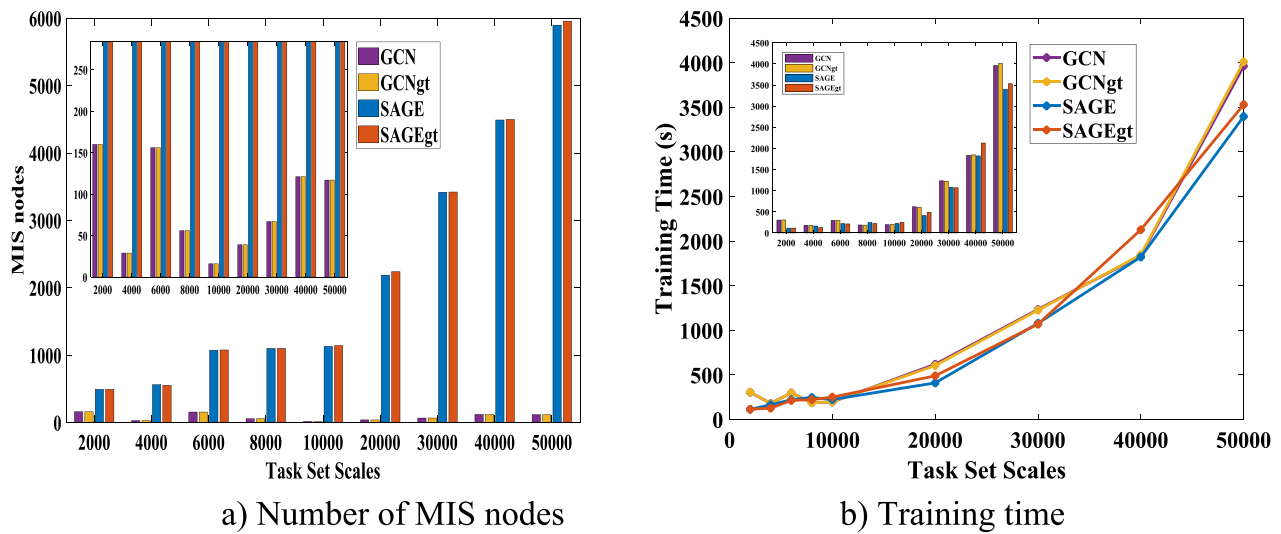 6000
5000
4000
3000
2000
1000
0
MIS nodes
250
200
150
100
50
0
2000 4000 6000 8000 10000 20000 30000 40000 50000
GCN
GCNgt
SAGE
SAGEgt
2000 4000 6000 8000 10000 20000 30000 40000 50000
Task Set Scales
a) Number of MIS nodes
4500
4000
3500
3000
2500
2000
1500
1000
500
0
Training Time (s)
4500
4000
3500
3000
2500
2000
1500
1000
500
0
GCN
GCNgt
SAGE
SAGEgt
2000 4000 6000 8000 10000 20000 30000 40000 50000
GCN
GCNgt
SAGE
SAGEgt
0 10000 20000 30000 40000 50000
Task Set Scales
b) Training time